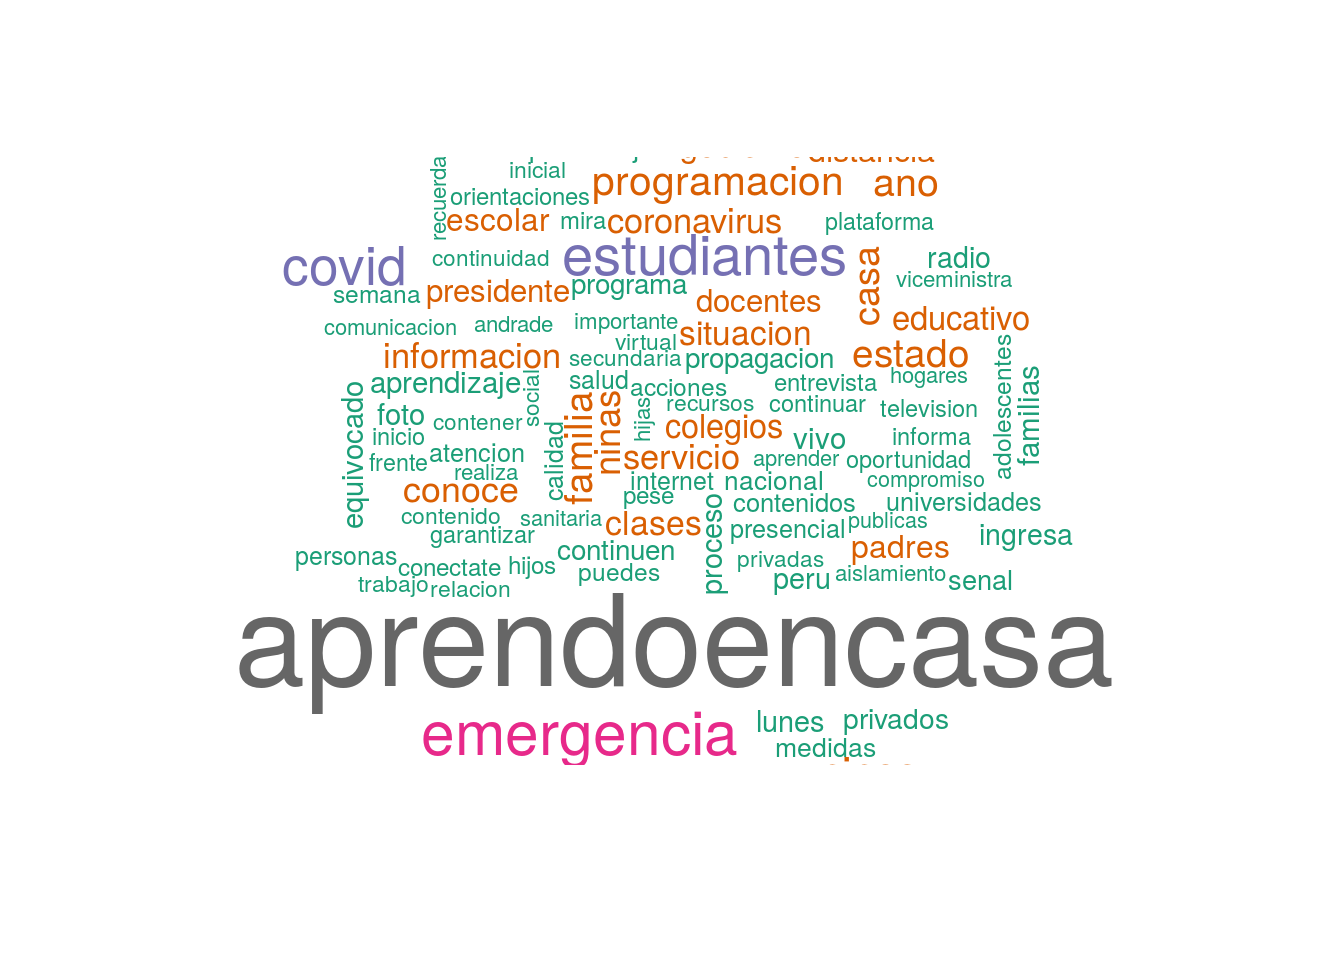 distancia
inicial
programacion ano
recuerda
orientaciones
escolar mira coronavirus plataforma
covid continuidad estudiantes casa radio
semana presidente programa viceministra
docentes
comunicacion andrade importante situacion educativo
virtual
informacion secundaria propagacion estado adolescentes
aprendizaje social salud acciones entrevista hogares familias
equivocado foto contener familia ninas hijas recursos continuar television
inicio calidad colegios vivo informa
frente atencion servicio aprender oportunidad
realiza internet nacional compromiso
conoce pese proceso contenidos universidades
contenido sanitaria clases presencial publicas
garantizar padres ingresa
personas continuen privadas
conectate hijos puedes peru aislamiento senal
trabajo relacion
aprendoencasa
emergencia lunes privados
medidas